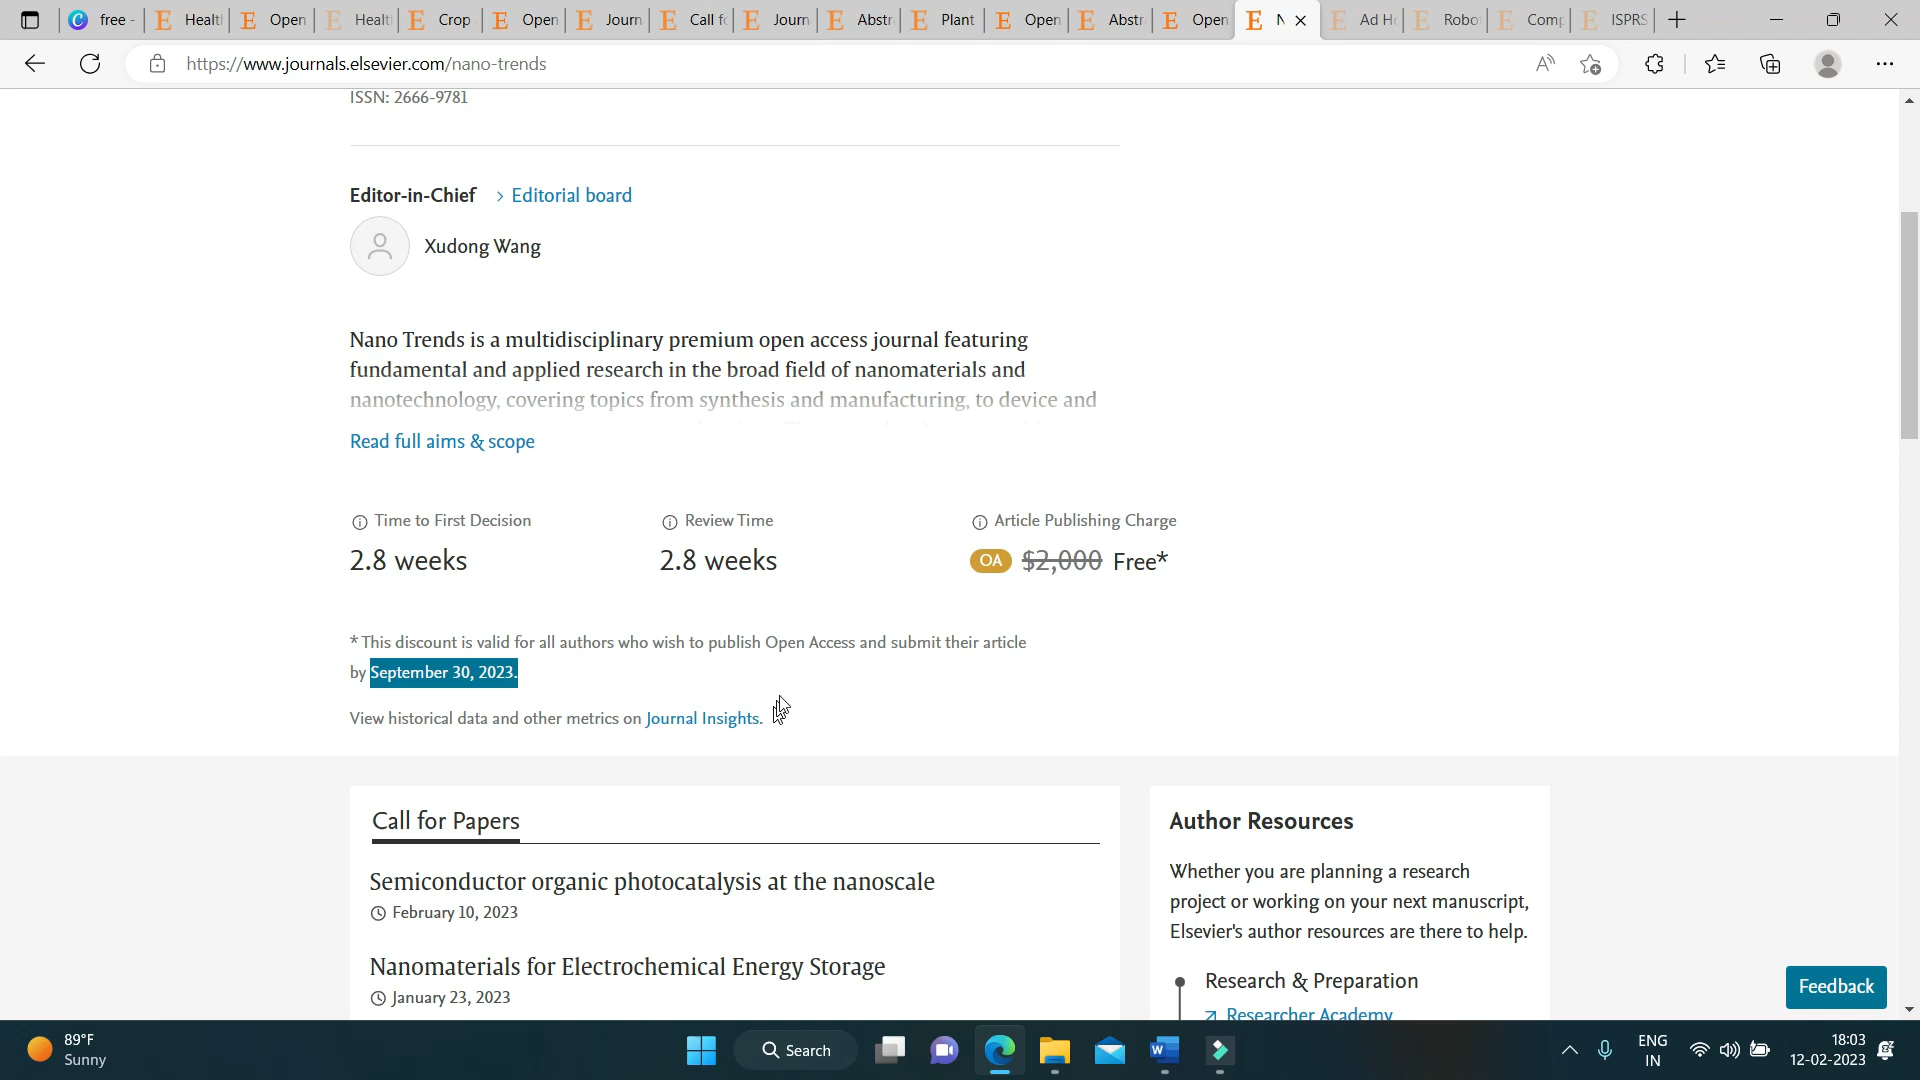 free -
Healt
Open
Healt
Crop
Open
Journ
Call fo
Journ
Abstr
Plant
Open
Abstr
Open
N
Ad Ho
Robo
Comp
ISPRS
https://www.journals.elsevier.com/nano-trends
ISSN: 2666-9781
Editor-in-Chief > Editorial board
Xudong Wang
Nano Trends is a multidisciplinary premium open access journal featuring
fundamental and applied research in the broad field of nanomaterials and
nanotechnology, covering topics from synthesis and manufacturing, to device and
Read full aims & scope
Time to First Decision
2.8 weeks
Review Time
2.8 weeks
Article Publishing Charge
OA $2,000 Free*
* This discount is valid for all authors who wish to publish Open Access and submit their article
by September 30, 2023.
View historical data and other metrics on Journal Insights.
Call for Papers
Semiconductor organic photocatalysis at the nanoscale
February 10, 2023
Nanomaterials for Electrochemical Energy Storage
January 23, 2023
Author Resources
Whether you are planning a research
project or working on your next manuscript,
Elsevier's author resources are there to help.
Research & Preparation
Researcher Academy
Feedback
89°F
Sunny
Search
ENG
IN
18:03
12-02-2023